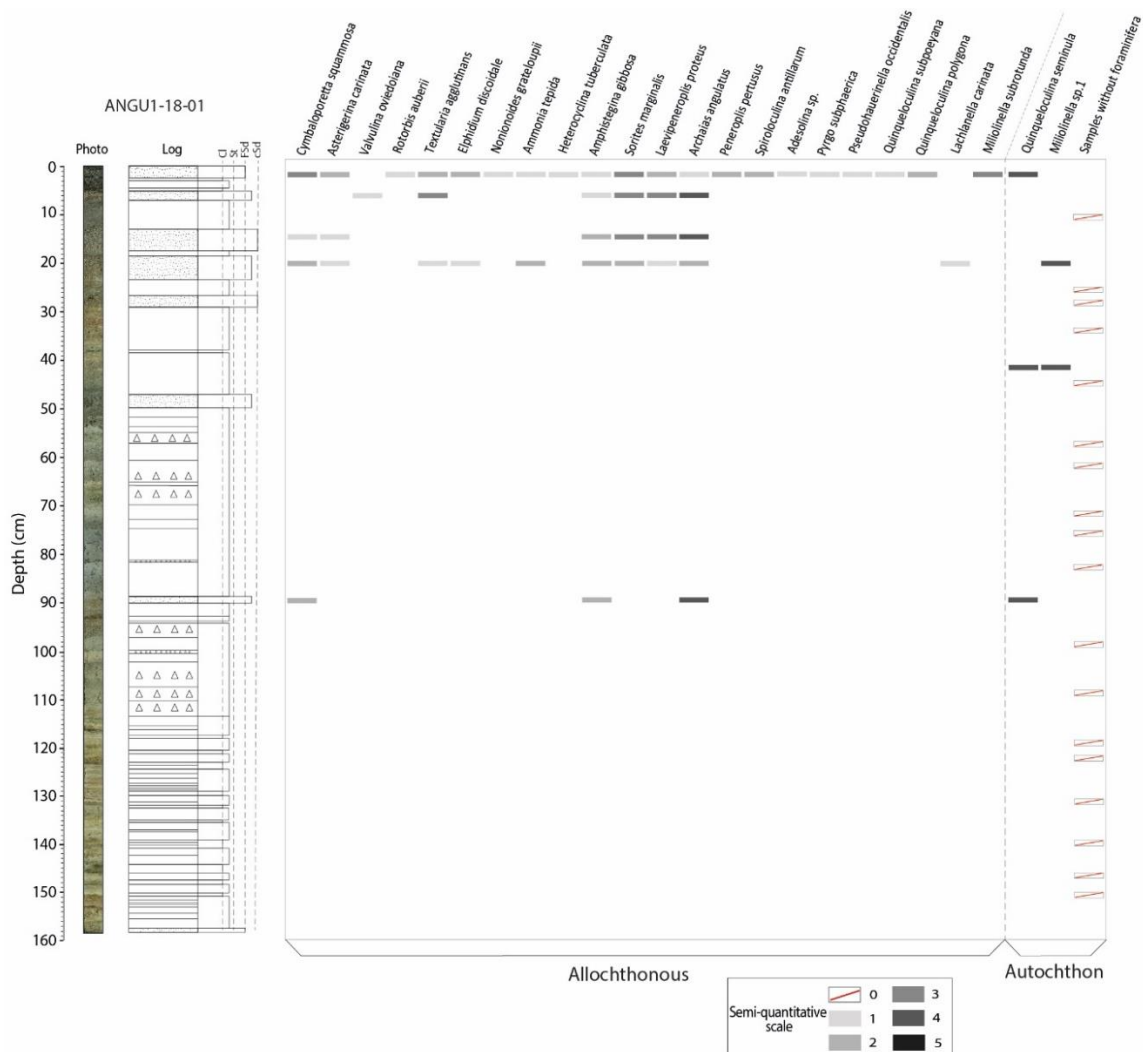 ANGU1-18-01
Photo
Log
Cl
St
FSd
cSd
Cymbaloporetta squammosa
Asterigerina carinata
Valvulina oviedoiana
Rotorbis auberii
Textularia agglutinans
Elphidium discoidale
Nonionoides grateloupii
Ammonia tepida
Heterocyclina tuberculata
Amphistegina gibbosa
Sorites marginalis
Laevipeneroplis proteus
Archaias angulatus
Peneroplis pertusus
Spiroloculina antillarum
Adesolina sp.
Pyrgo subphaerica
Pseudohauerinella occidentalis
Quinqueloculina subpoeyana
Quinqueloculina polygona
Lachlanella carinata
Miliolinella subrotunda
Quinqueloculina seminula
Miliolinella sp.1
Samples without foraminifera
Depth (cm)
0
10
20
30
40
50
60
70
80
90
100
110
120
130
140
150
160
Allochthonous
Autochthon
Semi-quantitative
scale
0
1
2
3
4
5